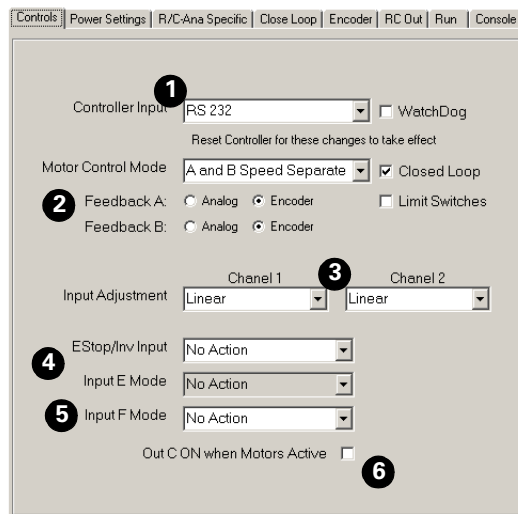 Controls Power Settings R/C-Ana Specific Close Loop Encoder RC Out Run Console
1
Controller Input RS 232 WatchDog
Reset Controller for these changes to take effect
Motor Control Mode A and B Speed Separate Closed Loop
2 Feedback A: Analog Encoder Limit Switches
Feedback B: Analog Encoder
Chanel 1 3 Chanel 2
Input Adjustment Linear Linear
EStop/Inv Input No Action
4
Input E Mode No Action
5 Input F Mode No Action
Out C ON when Motors Active
6